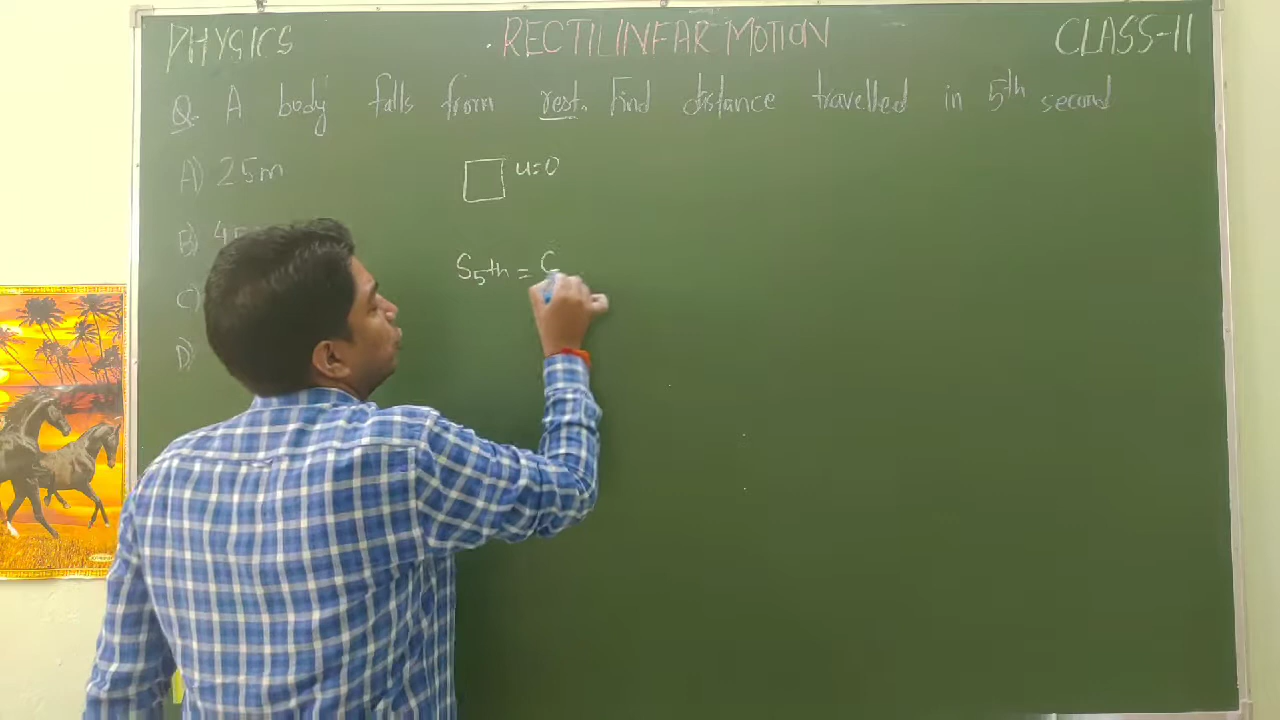 PHYSICS RECTILINEAR MOTION CLASS-11
Q. A body falls from rest. Find distance travelled in 5th second
A) 25m
u=0
B) 45
S5th = S
C)
D)